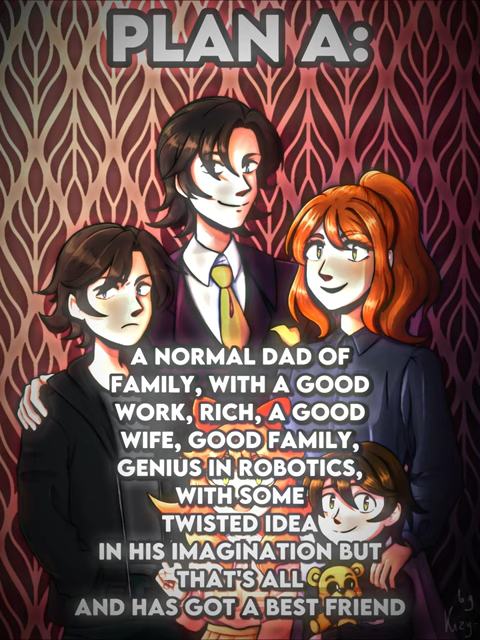 PLAN A:
A NORMAL DAD OF
FAMILY, WITH A GOOD
WORK, RICH, A GOOD
WIFE, GOOD FAMILY,
GENIUS IN ROBOTICS,
WITH SOME
TWISTED IDEA
IN HIS IMAGINATION BUT
THAT'S ALL
AND HAS GOT A BEST FRIEND
by